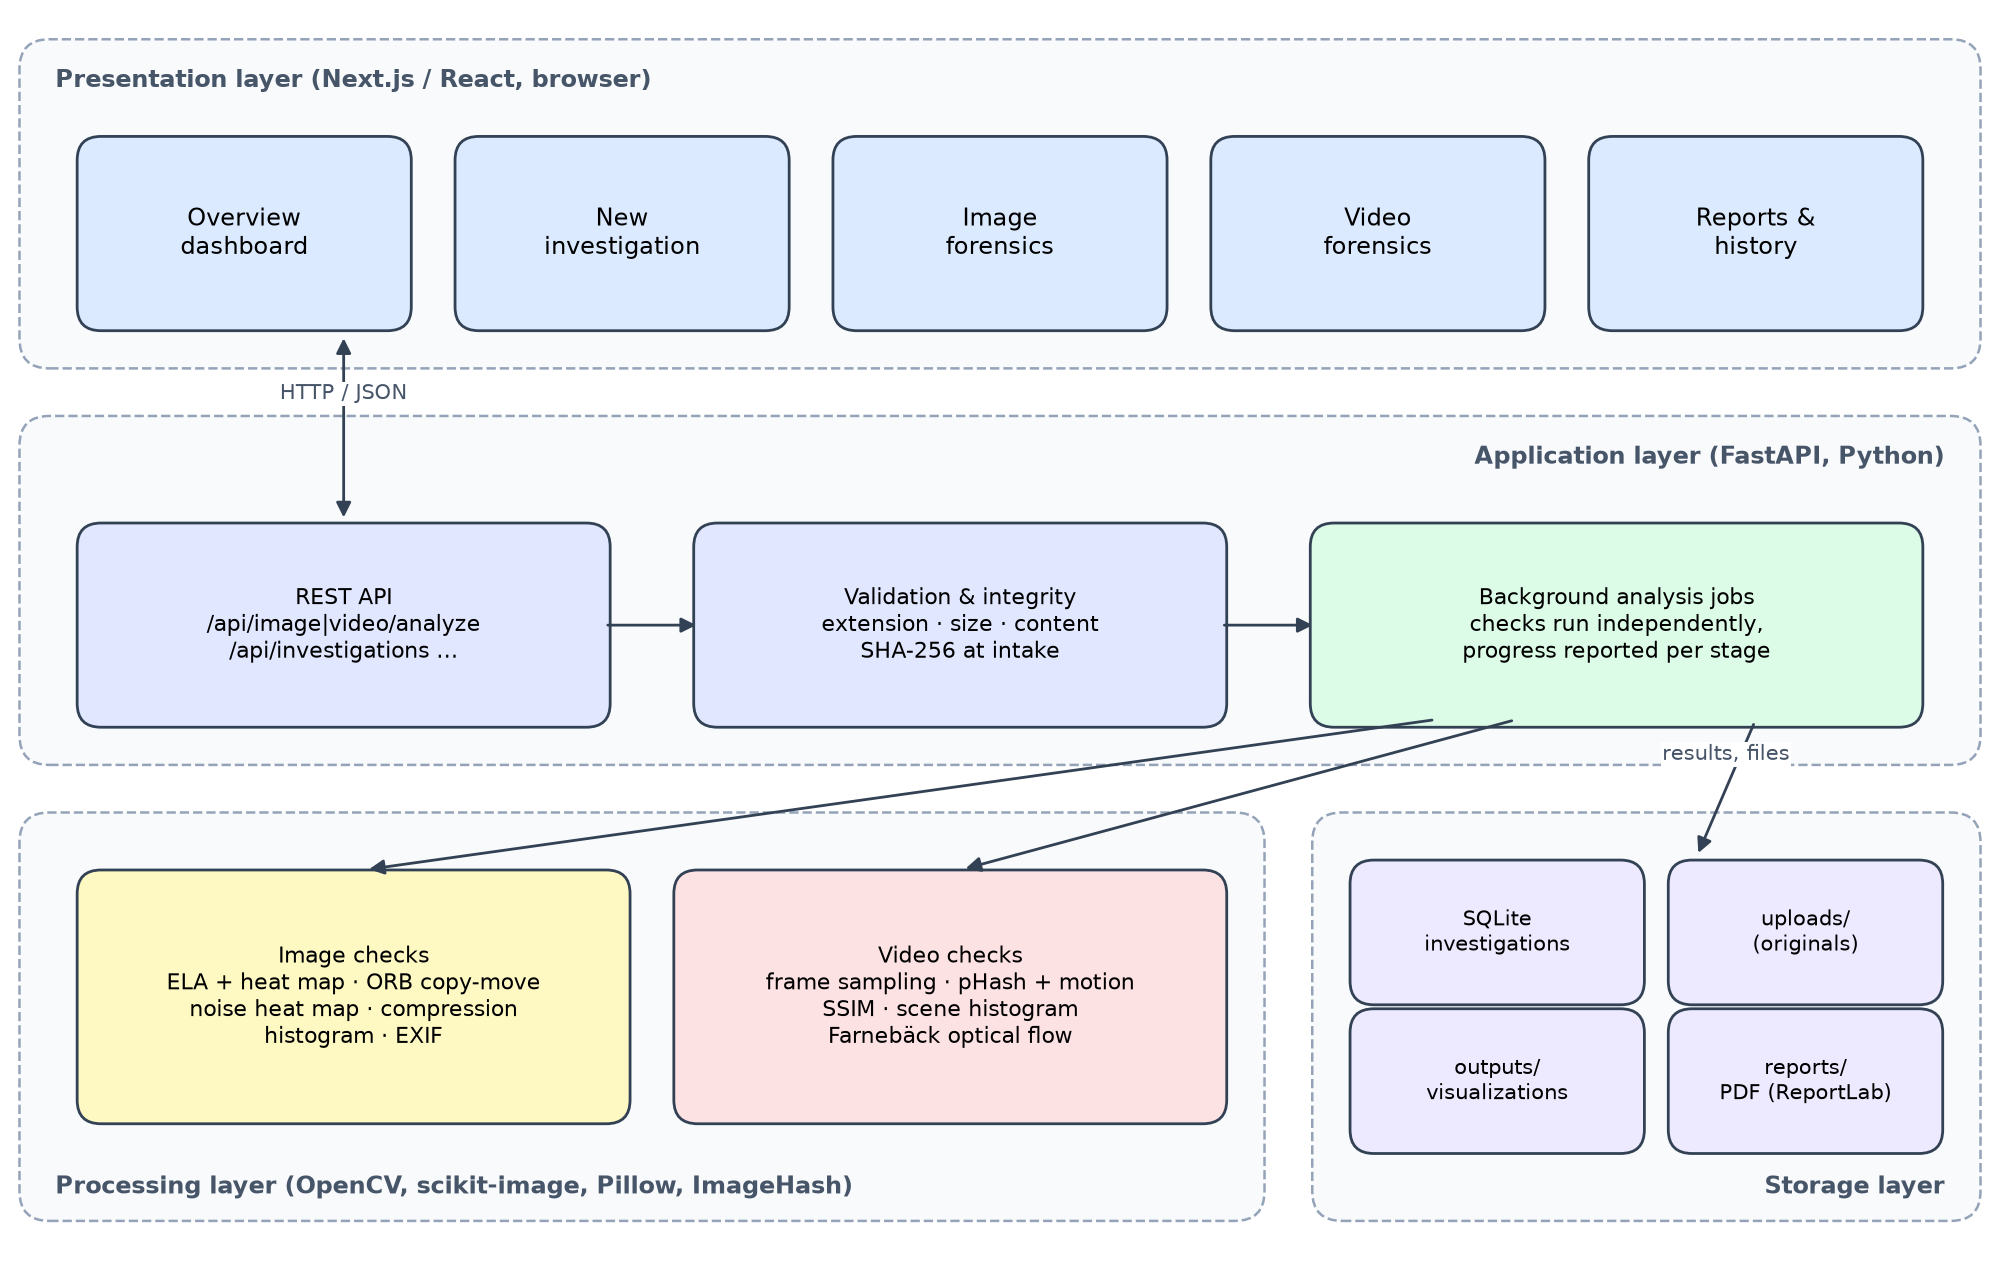 Presentation layer (Next.js / React, browser)
Overview
dashboard
New
investigation
Image
forensics
Video
forensics
Reports &
history
HTTP / JSON
Application layer (FastAPI, Python)
REST API
/api/image|video/analyze
/api/investigations ...
Validation & integrity
extension · size · content
SHA-256 at intake
Background analysis jobs
checks run independently,
progress reported per stage
results, files
Image checks
ELA + heat map · ORB copy-move
noise heat map · compression
histogram · EXIF
Video checks
frame sampling · pHash + motion
SSIM · scene histogram
Farnebäck optical flow
SQLite
investigations
uploads/
(originals)
outputs/
visualizations
reports/
PDF (ReportLab)
Processing layer (OpenCV, scikit-image, Pillow, ImageHash)
Storage layer